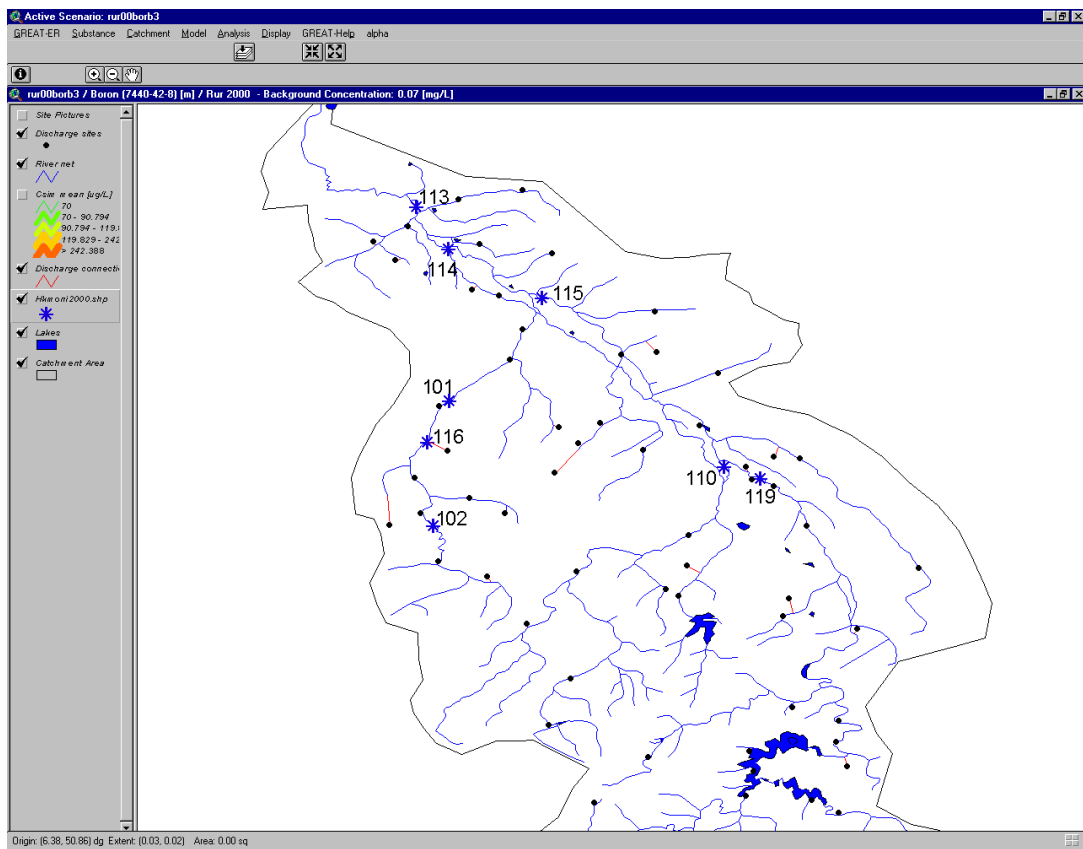 Active Scenario: rur00borb3
GREAT-ER Substance Catchment Model Analysis Display GREAT-Help alpha
rur00borb3 / Boron (7440-42-8) [m] / Rur 2000 - Background Concentration: 0.07 [mg/L]
Site Pictures
Discharge sites
River net
Csim mean [ug/L]
70
70 - 90.794
90.794 - 119.
119.829 - 242
> 242.388
Discharge connecti
Hkmoni2000.shp
Lakes
Catchment Area
113
114
115
101
116
110
119
102
Origin: (6.38, 50.86) dg Extent: (0.03, 0.02) Area: 0.00 sq